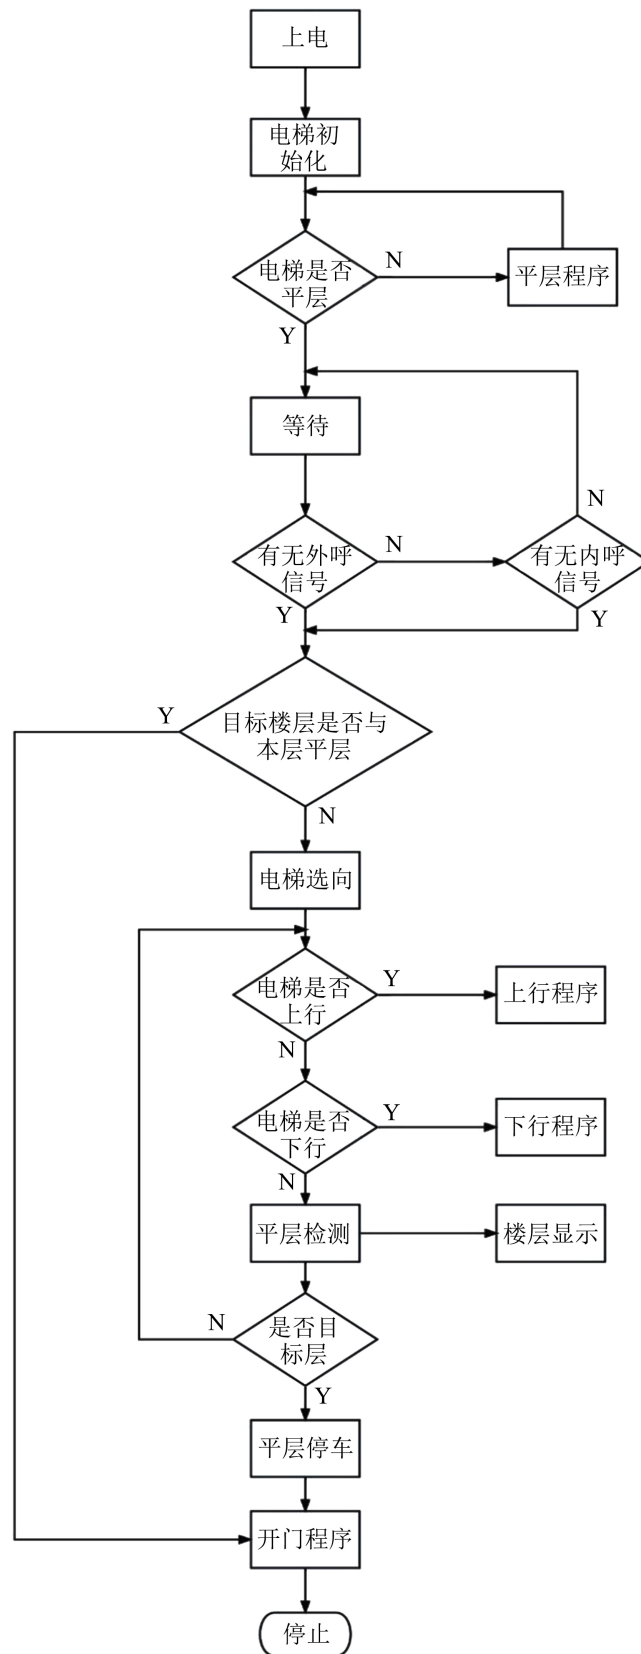 上电
电梯初
始化
电梯是否
平层
N
平层程序
Y
等待
N
有无外呼
信号
N
有无内呼
信号
Y
Y
Y
目标楼层是否与
本层平层
N
电梯选向
电梯是否
上行
Y
上行程序
N
电梯是否
下行
Y
下行程序
N
平层检测
楼层显示
N
是否目
标层
Y
平层停车
开门程序
停止